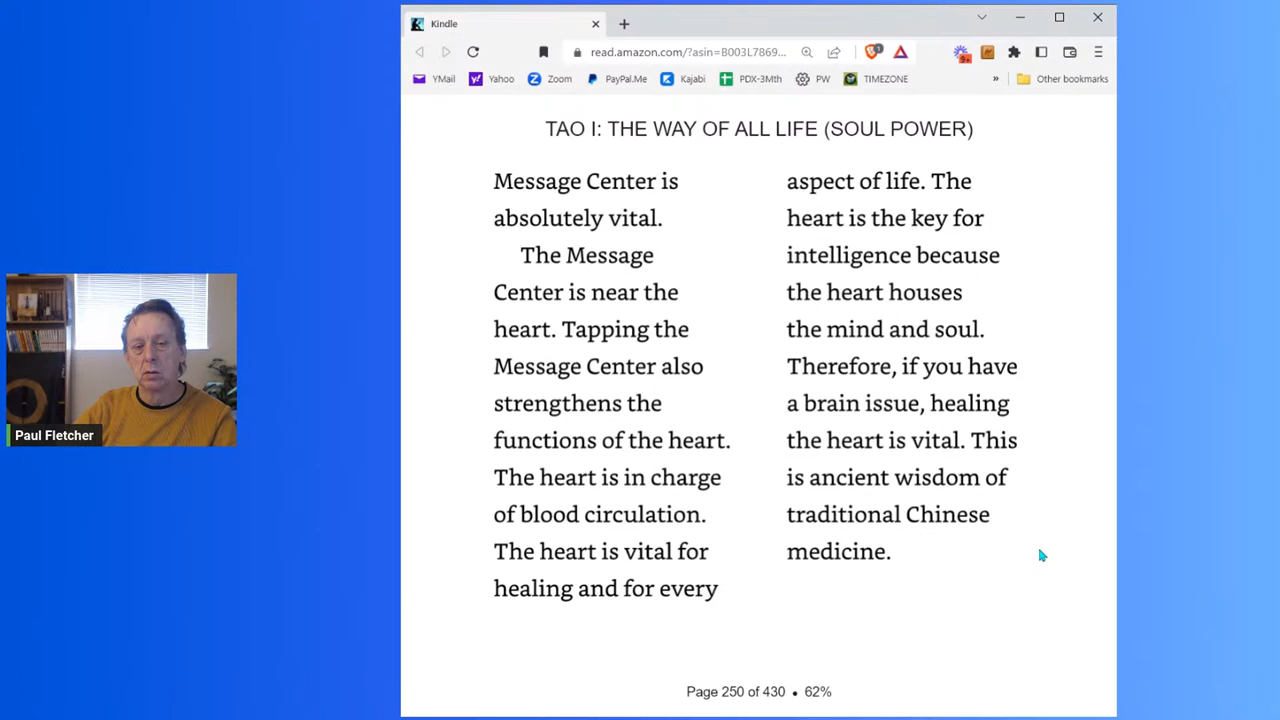 Kindle
read.amazon.com/?asin=B003L7869...
1
9+
YMail
Yahoo
Zoom
PayPal.Me
Kajabi
PDX-3Mth
PW
TIMEZONE
»
Other bookmarks
TAO I: THE WAY OF ALL LIFE (SOUL POWER)
Message Center is
absolutely vital.
The Message
Center is near the
heart. Tapping the
Message Center also
strengthens the
functions of the heart.
The heart is in charge
of blood circulation.
The heart is vital for
healing and for every
aspect of life. The
heart is the key for
intelligence because
the heart houses
the mind and soul.
Therefore, if you have
a brain issue, healing
the heart is vital. This
is ancient wisdom of
traditional Chinese
medicine.
Page 250 of 430 • 62%
Paul Fletcher